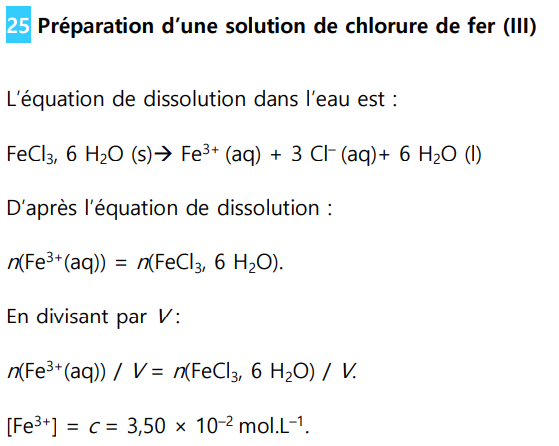 25 Préparation d’une solution de chlorure de fer (III)
L’équation de dissolution dans l’eau est :
FeCl₃, 6 H₂O (s)→ Fe³⁺ (aq) + 3 Cl⁻ (aq)+ 6 H₂O (l)
D’après l’équation de dissolution :
n(Fe³⁺(aq)) = n(FeCl₃, 6 H₂O).
En divisant par V :
n(Fe³⁺(aq)) / V = n(FeCl₃, 6 H₂O) / V.
[Fe³⁺] = c = 3,50 × 10⁻² mol.L⁻¹.